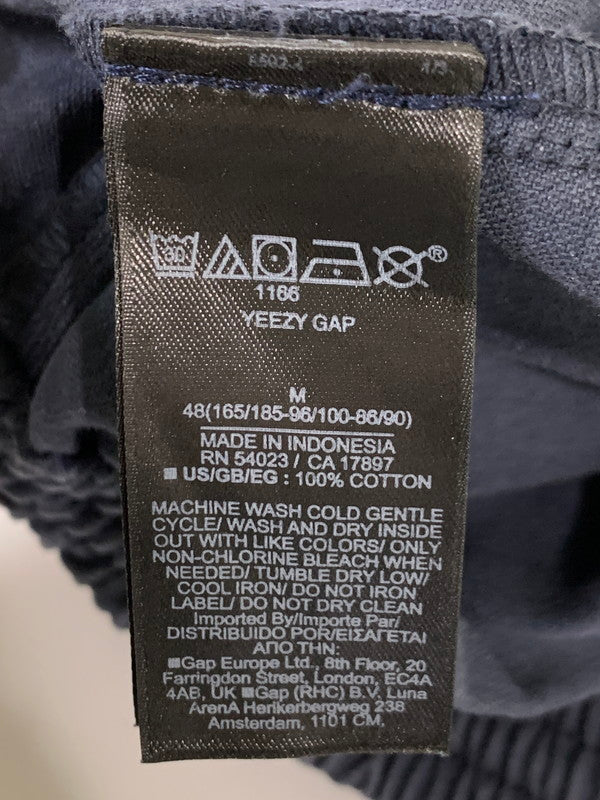 30
®
1166
YEEZY GAP
M
48(165/185-96/100-86/90)
MADE IN INDONESIA
RN 54023 / CA 17897
■ US/GB/EG : 100% COTTON
MACHINE WASH COLD GENTLE
CYCLE/ WASH AND DRY INSIDE
OUT WITH LIKE COLORS/ ONLY
NON-CHLORINE BLEACH WHEN
NEEDED/ TUMBLE DRY LOW/
COOL IRON/ DO NOT IRON
LABEL/ DO NOT DRY CLEAN
Imported By/Importe Par/
DISTRIBUIDO POR/ΕΙΣΑΓΕΤΑΙ
ΑΠΟ ΤΗΝ:
■Gap Europe Ltd., 8th Floor, 20
Farringdon Street, London, EC4A
4AB, UK ■Gap (RHC) B.V. Luna
ArenA Herikerbergweg 238
Amsterdam, 1101 CM,